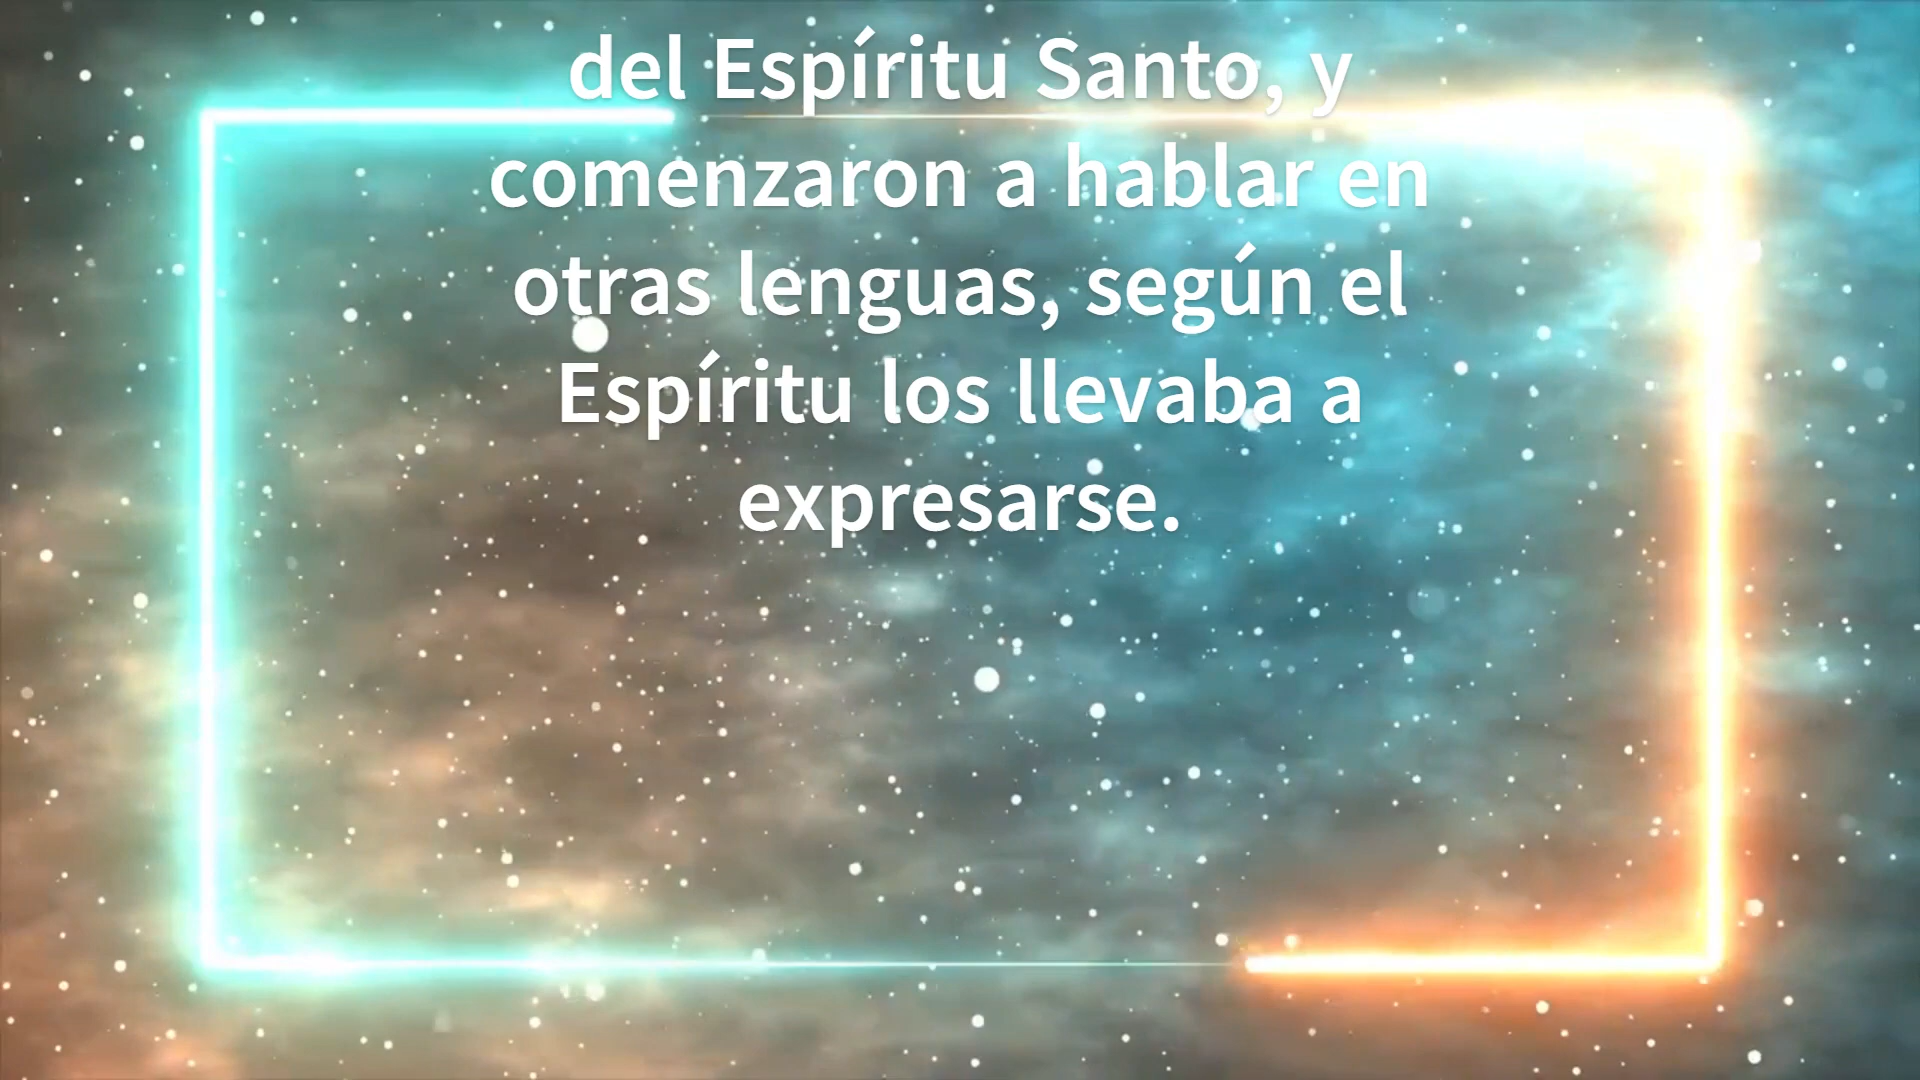 del Espíritu Santo, y
comenzaron a hablar en
otras lenguas, según el
Espíritu los llevaba a
expresarse.